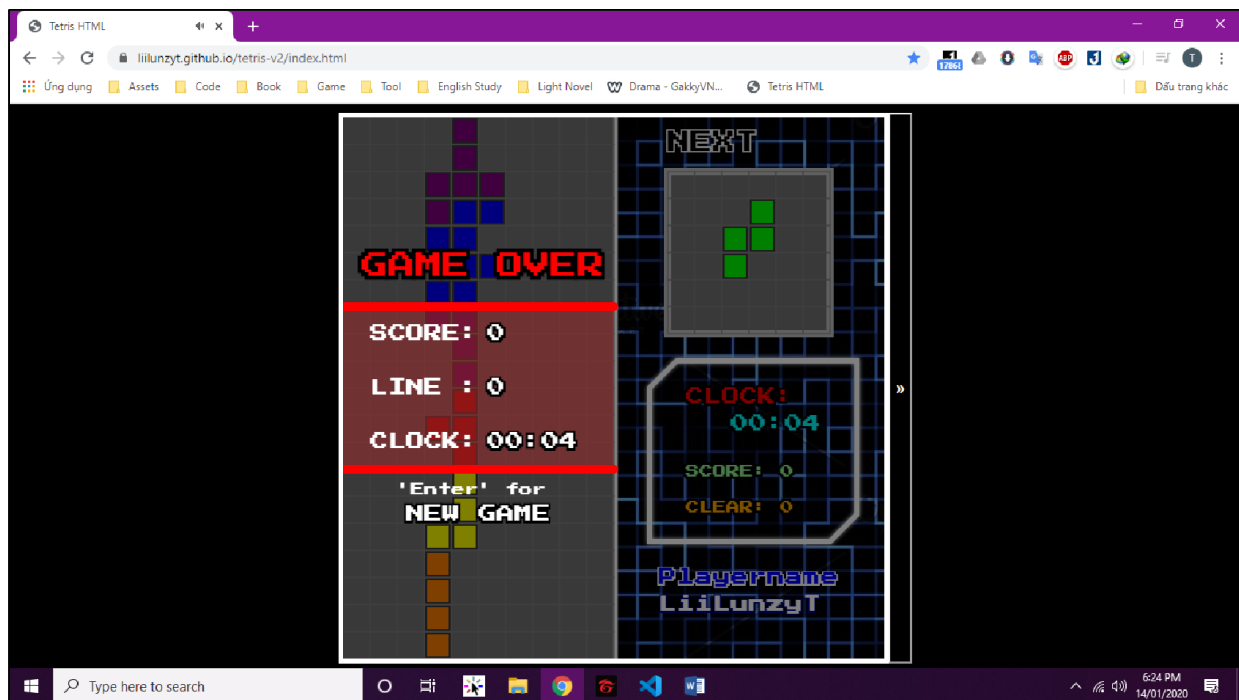 Tetris HTML
liilunzyt.github.io/tetris-v2/index.html
1786
ABP
T
Ứng dụng Assets Code Book Game Tool English Study Light Novel Drama - GakkyVN... Tetris HTML Dấu trang khác
NEXT
GAME OVER
SCORE: 0
LINE : 0
CLOCK: 00:04
'Enter' for
NEW GAME
CLOCK:
00:04
SCORE: 0
CLEAR: 0
Playername
LiiLunzyT
»
Type here to search
6:24 PM
14/01/2020